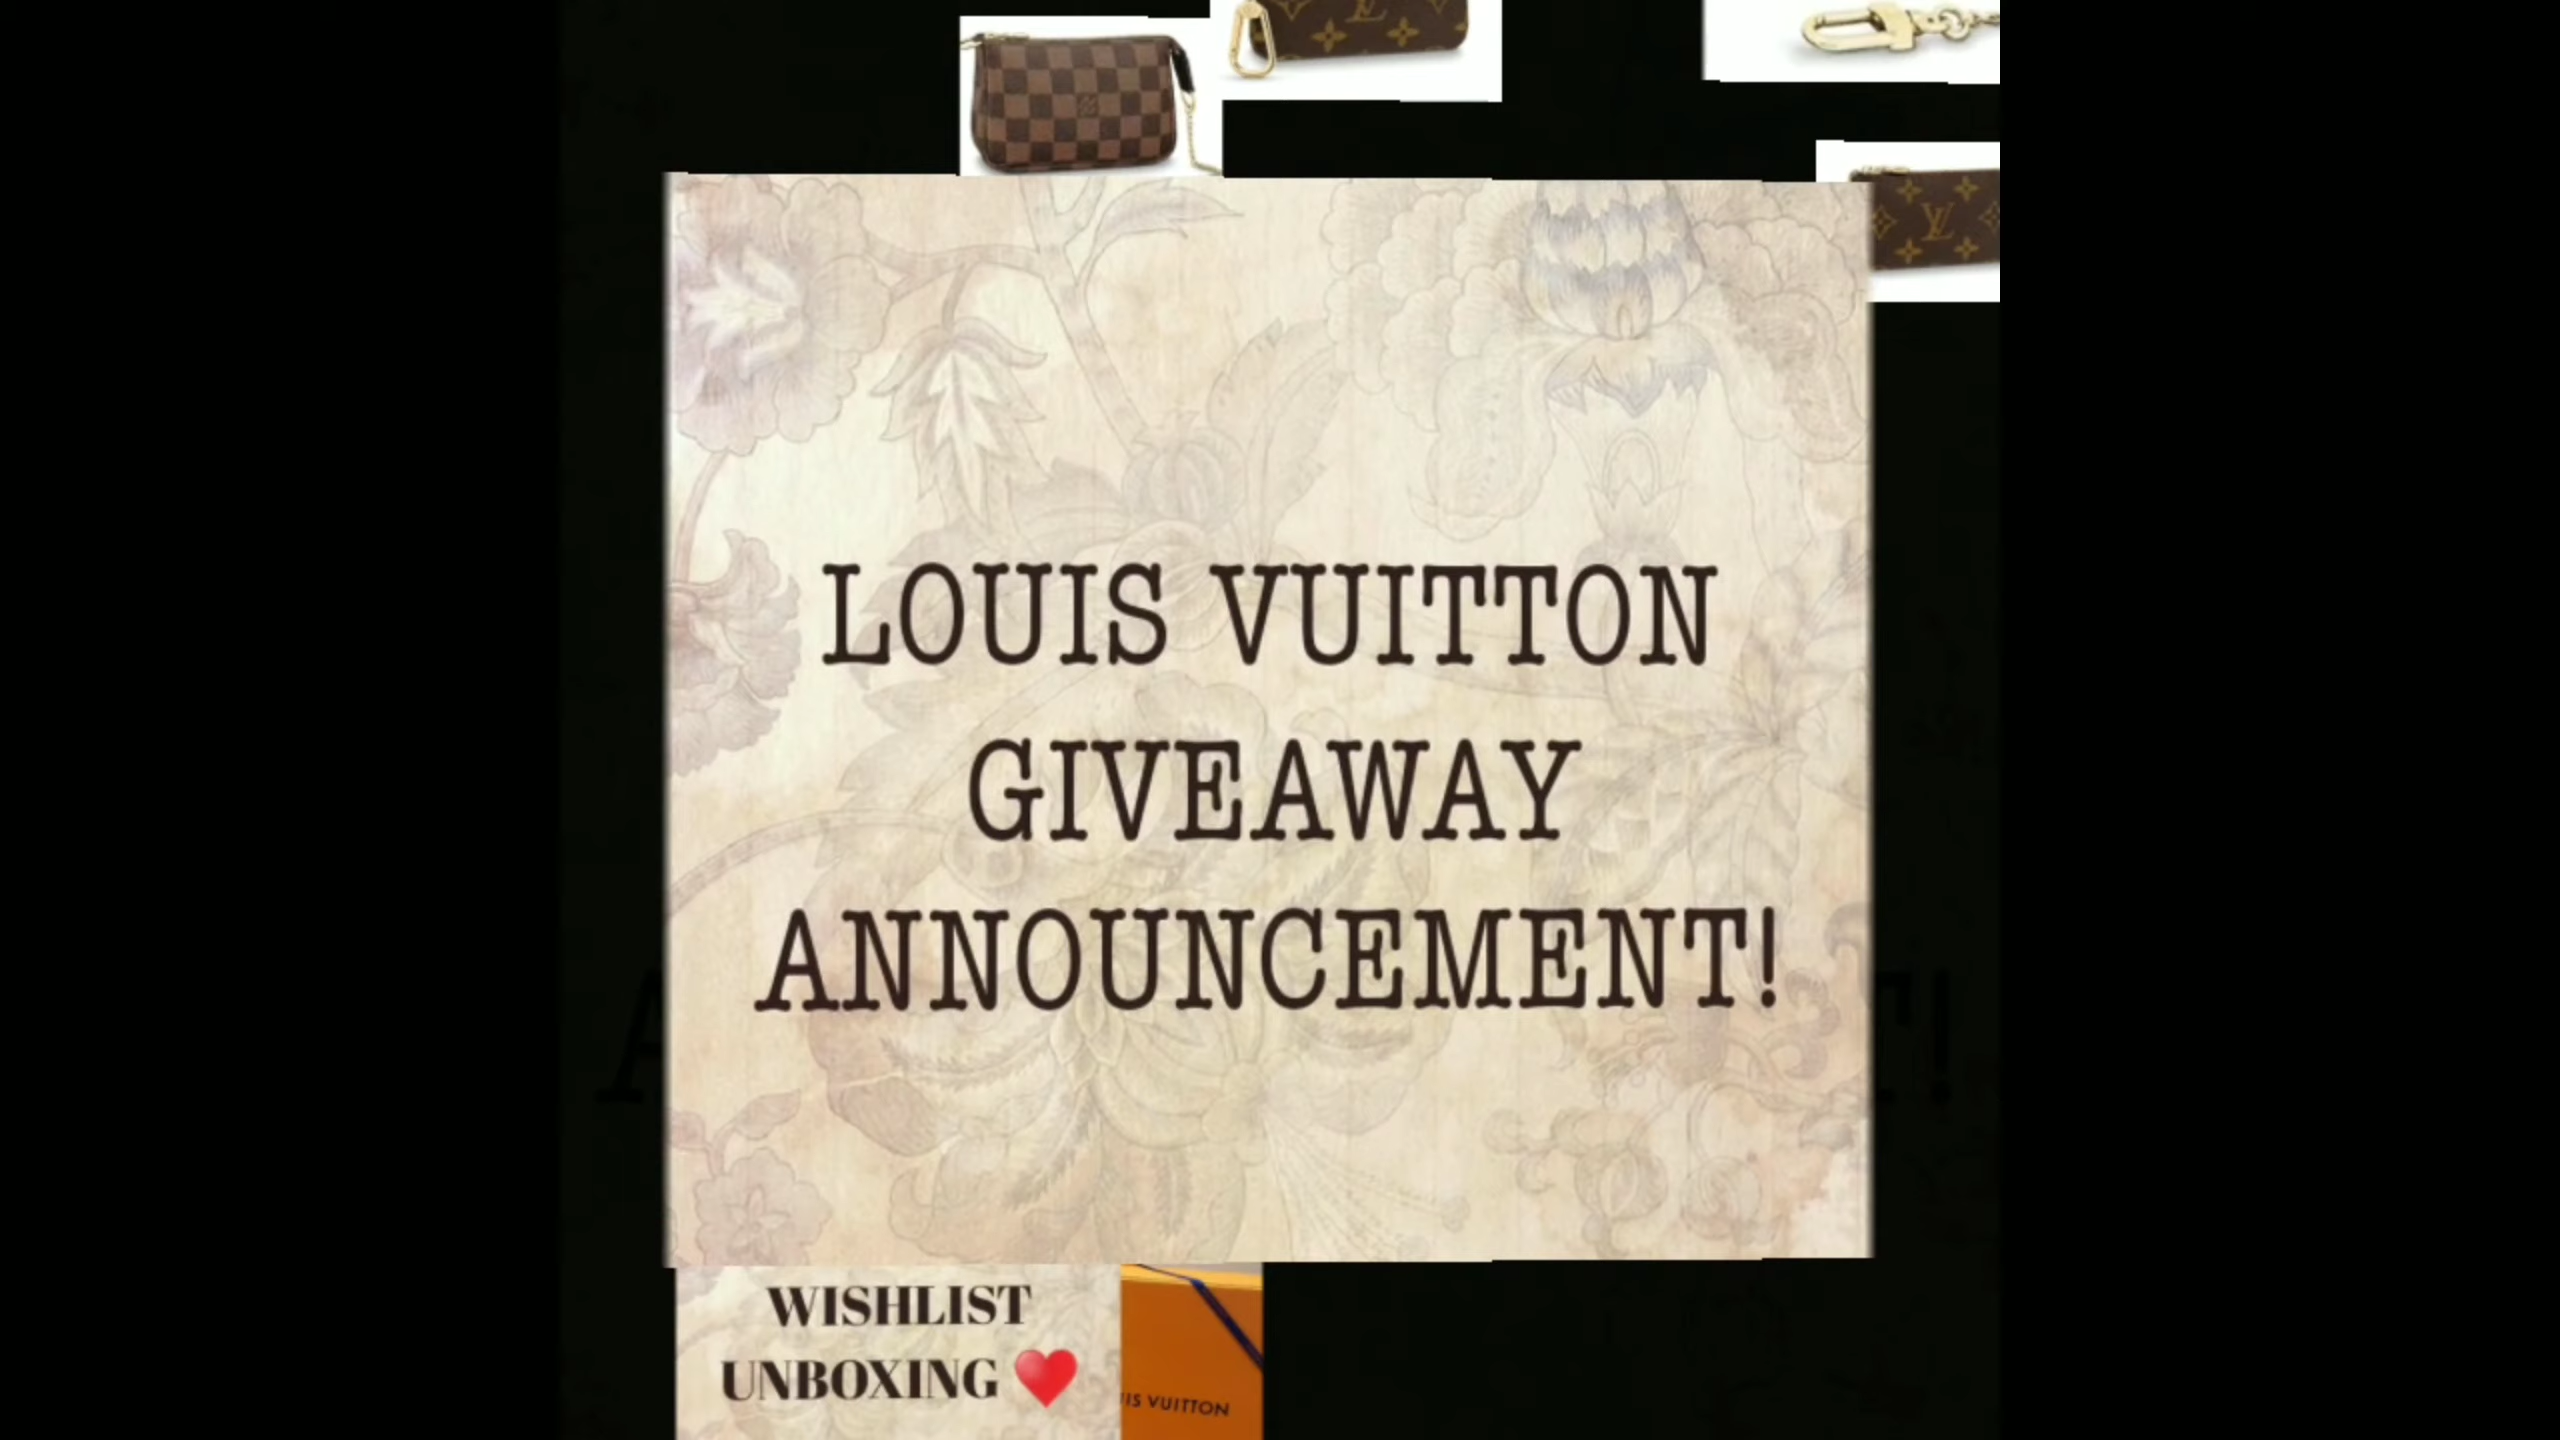 LOUIS VUITTON
GIVEAWAY
ANNOUNCEMENT!
WISHLIST
UNBOXING ♥
IS VUITTON